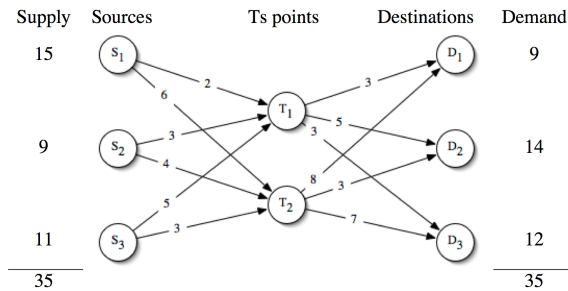 Supply Sources Ts points Destinations Demand
15 S1 D1 9
2 3
6 T1
5
9 S2 3 3 D2 14
4
8 3
5 T2
3 7
11 S3 D3 12
35 35